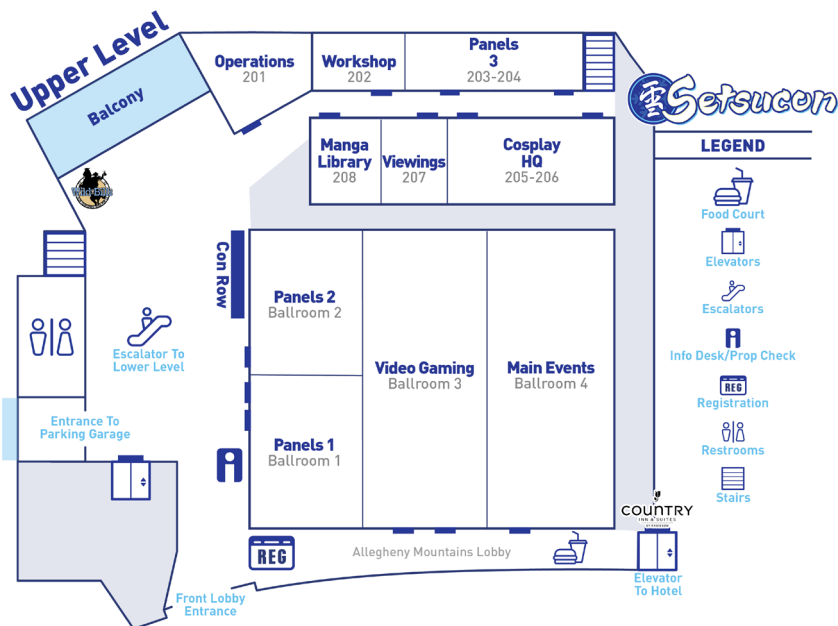 Upper Level
Balcony
Operations
201
Workshop
202
Panels
3
203-204
Setsucon
雪
LEGEND
Manga
Library
208
Viewings
207
Cosplay
HQ
205-206
Food Court
Elevators
Escalators
Info Desk/Prop Check
REG
Registration
Restrooms
Stairs
Con Row
Panels 2
Ballroom 2
Escalator To
Lower Level
Video Gaming
Ballroom 3
Main Events
Ballroom 4
Entrance To
Parking Garage
Panels 1
Ballroom 1
COUNTRY
INN & SUITES
REG
Allegheny Mountains Lobby
Elevator
To Hotel
Front Lobby
Entrance